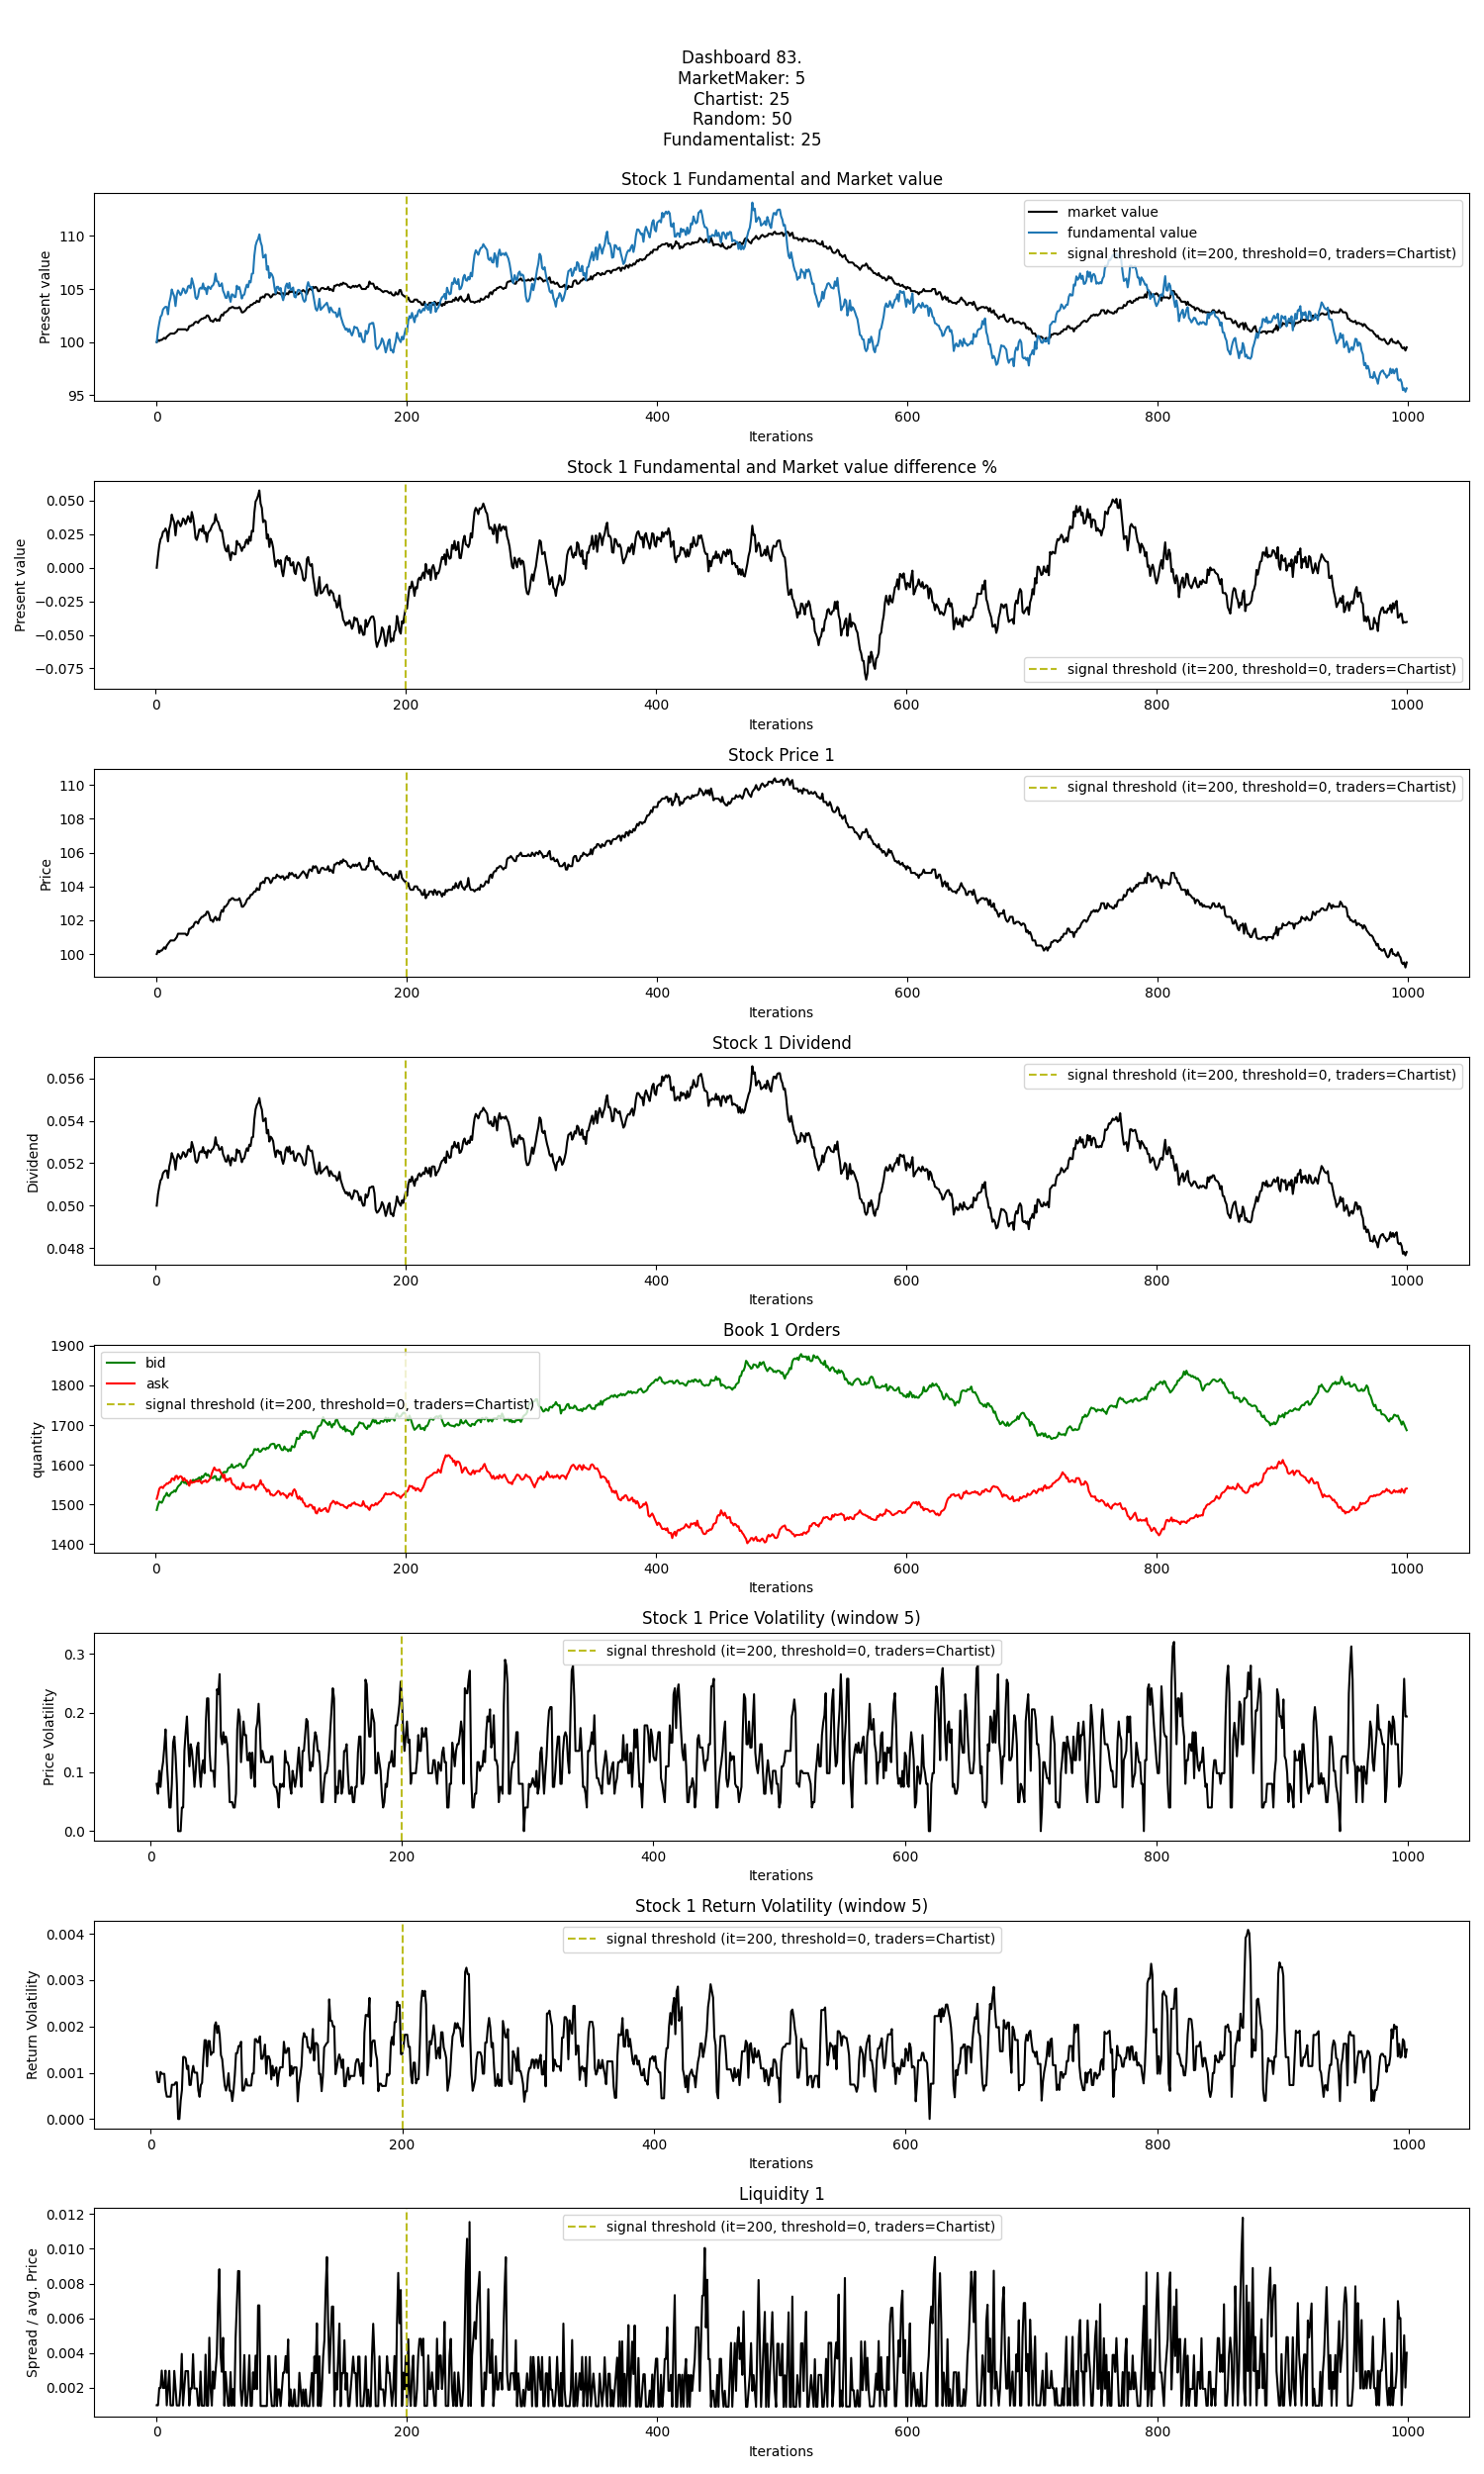 Dashboard 83.
MarketMaker: 5
Chartist: 25
Random: 50
Fundamentalist: 25
Stock 1 Fundamental and Market value
market value
fundamental value
signal threshold (it=200, threshold=0, traders=Chartist)
Present value
110
105
100
95
0 200 400 600 800 1000
Iterations
Stock 1 Fundamental and Market value difference %
Present value
0.050
0.025
0.000
−0.025
−0.050
−0.075
signal threshold (it=200, threshold=0, traders=Chartist)
0 200 400 600 800 1000
Iterations
Stock Price 1
signal threshold (it=200, threshold=0, traders=Chartist)
Price
110
108
106
104
102
100
0 200 400 600 800 1000
Iterations
Stock 1 Dividend
signal threshold (it=200, threshold=0, traders=Chartist)
Dividend
0.056
0.054
0.052
0.050
0.048
0 200 400 600 800 1000
Iterations
Book 1 Orders
bid
ask
signal threshold (it=200, threshold=0, traders=Chartist)
quantity
1900
1800
1700
1600
1500
1400
0 200 400 600 800 1000
Iterations
Stock 1 Price Volatility (window 5)
signal threshold (it=200, threshold=0, traders=Chartist)
Price Volatility
0.3
0.2
0.1
0.0
0 200 400 600 800 1000
Iterations
Stock 1 Return Volatility (window 5)
signal threshold (it=200, threshold=0, traders=Chartist)
Return Volatility
0.004
0.003
0.002
0.001
0.000
0 200 400 600 800 1000
Iterations
Liquidity 1
signal threshold (it=200, threshold=0, traders=Chartist)
Spread / avg. Price
0.012
0.010
0.008
0.006
0.004
0.002
0 200 400 600 800 1000
Iterations